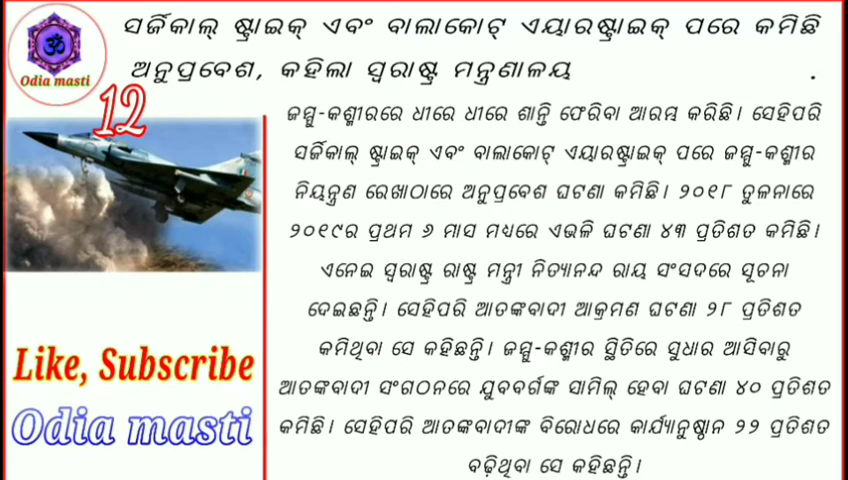 ସର୍ଜିକାଲ୍ ଷ୍ଟ୍ରାଇକ୍ ଏବଂ ବାଲାକୋଟ୍ ଏୟାରଷ୍ଟ୍ରାଇକ୍ ପରେ କମିଛି
ଅନୁପ୍ରବେଶ, କହିଲା ସ୍ୱରାଷ୍ଟ୍ର ମନ୍ତ୍ରଣାଳୟ .
ॐ
Odia masti
12
ଜମ୍ମୁ-କଶ୍ମୀରରେ ଧୀରେ ଧୀରେ ଶାନ୍ତି ଫେରିବା ଆରମ୍ଭ କରିଛି। ସେହିପରି
ସର୍ଜିକାଲ୍ ଷ୍ଟ୍ରାଇକ୍ ଏବଂ ବାଲାକୋଟ୍ ଏୟାରଷ୍ଟ୍ରାଇକ୍ ପରେ ଜମ୍ମୁ-କଶ୍ମୀର
ନିୟନ୍ତ୍ରଣ ରେଖାଠାରେ ଅନୁପ୍ରବେଶ ଘଟଣା କମିଛି। ୨୦୧୮ ତୁଳନାରେ
୨୦୧୯ର ପ୍ରଥମ ୬ ମାସ ମଧ୍ୟରେ ଏଭଳି ଘଟଣା ୪୩ ପ୍ରତିଶତ କମିଛି।
ଏନେଇ ସ୍ୱରାଷ୍ଟ୍ର ରାଷ୍ଟ୍ର ମନ୍ତ୍ରୀ ନିତ୍ୟାନନ୍ଦ ରାୟ ସଂସଦରେ ସୂଚନା
ଦେଇଛନ୍ତି। ସେହିପରି ଆତଙ୍କବାଦୀ ଆକ୍ରମଣ ଘଟଣା ୨୮ ପ୍ରତିଶତ
କମିଥିବା ସେ କହିଛନ୍ତି। ଜମ୍ମୁ-କଶ୍ମୀର ସ୍ଥିତିରେ ସୁଧାର ଆସିବାରୁ
ଆତଙ୍କବାଦୀ ସଂଗଠନରେ ଯୁବବର୍ଗଙ୍କ ସାମିଲ୍ ହେବା ଘଟଣା ୪୦ ପ୍ରତିଶତ
କମିଛି। ସେହିପରି ଆତଙ୍କବାଦୀଙ୍କ ବିରୋଧରେ କାର୍ଯ୍ୟାନୁଷ୍ଠାନ ୨୨ ପ୍ରତିଶତ
ବଢ଼ିଥିବା ସେ କହିଛନ୍ତି।
Like, Subscribe
Odia masti